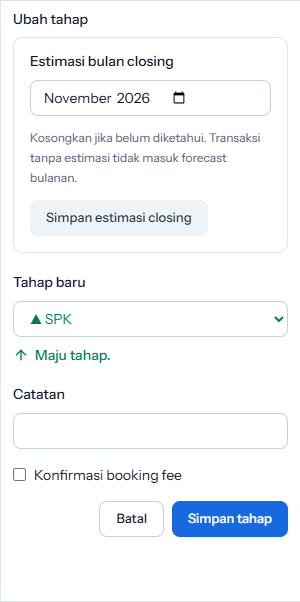 Ubah tahap
Estimasi bulan closing
November 2026
Kosongkan jika belum diketahui. Transaksi
tanpa estimasi tidak masuk forecast
bulanan.
Simpan estimasi closing
Tahap baru
▲ SPK
↑ Maju tahap.
Catatan
Konfirmasi booking fee
Batal
Simpan tahap